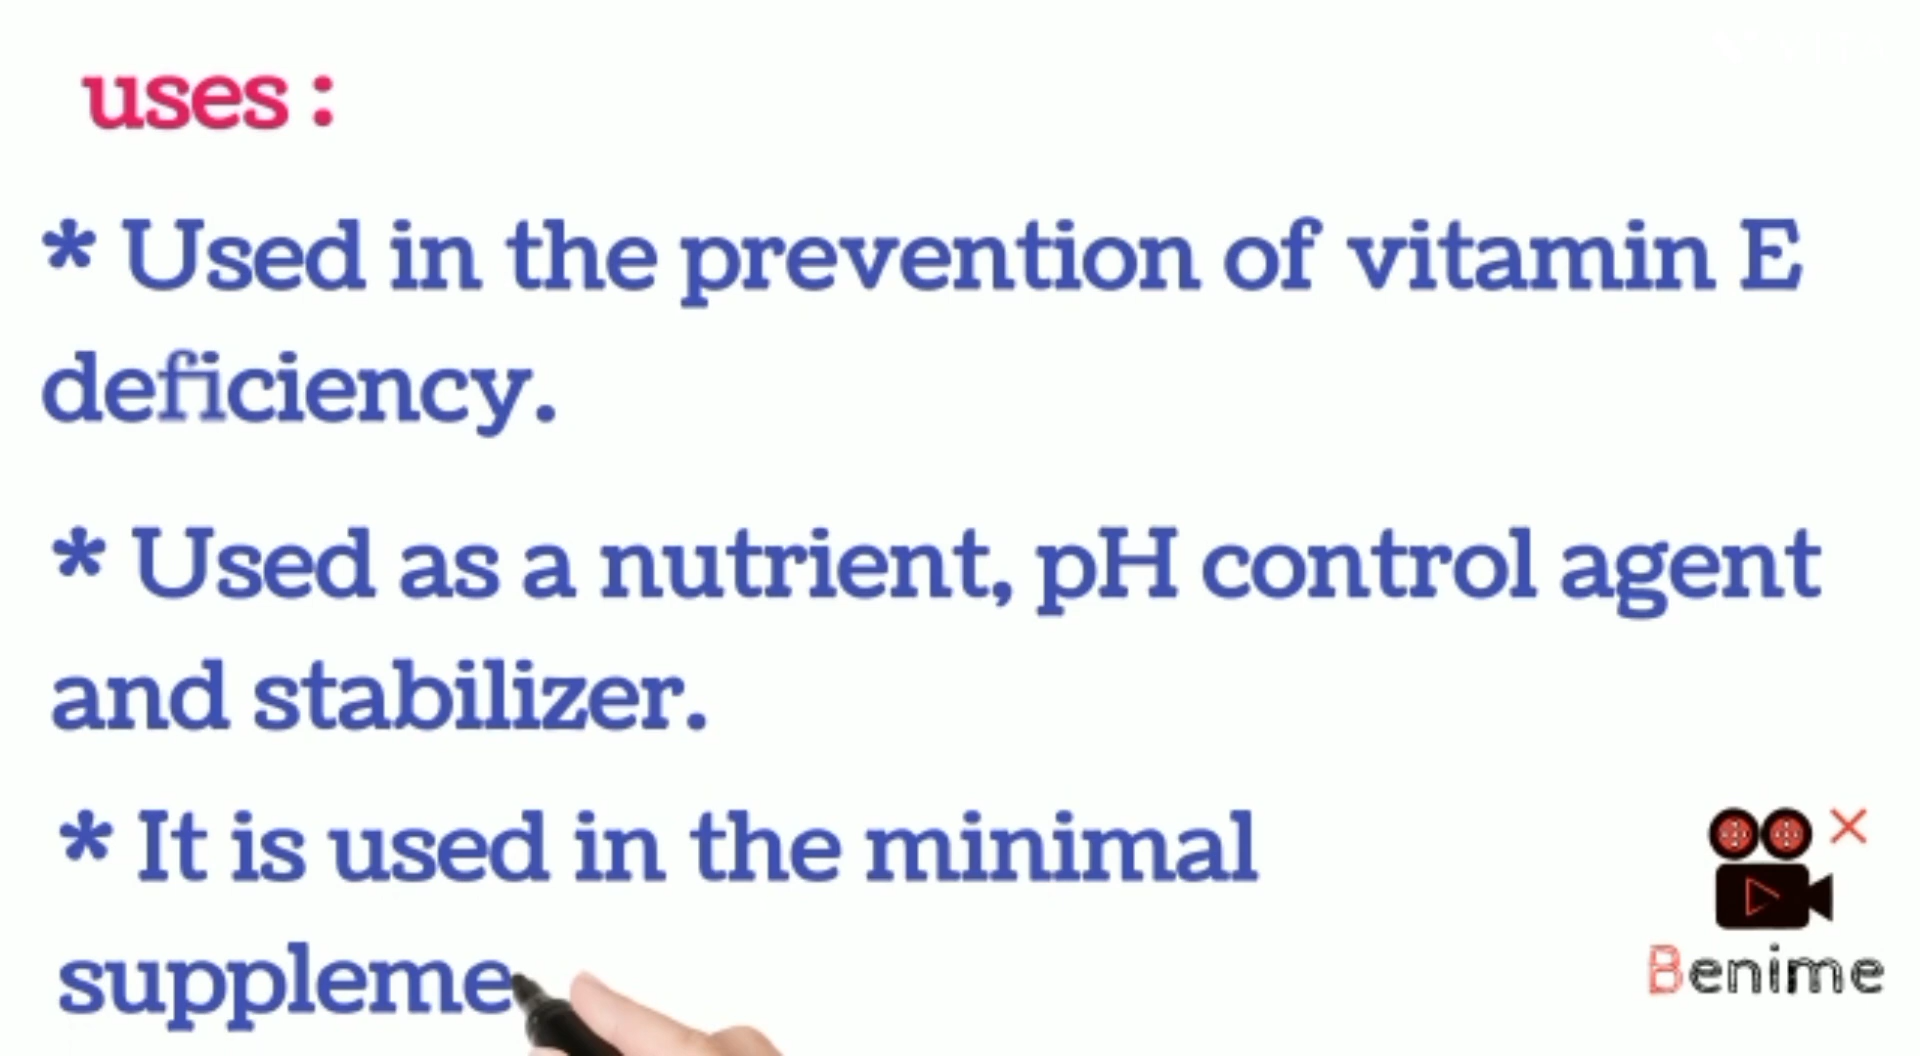 uses :
* Used in the prevention of vitamin E
deficiency.
* Used as a nutrient, pH control agent
and stabilizer.
* It is used in the minimal
suppleme
Benime